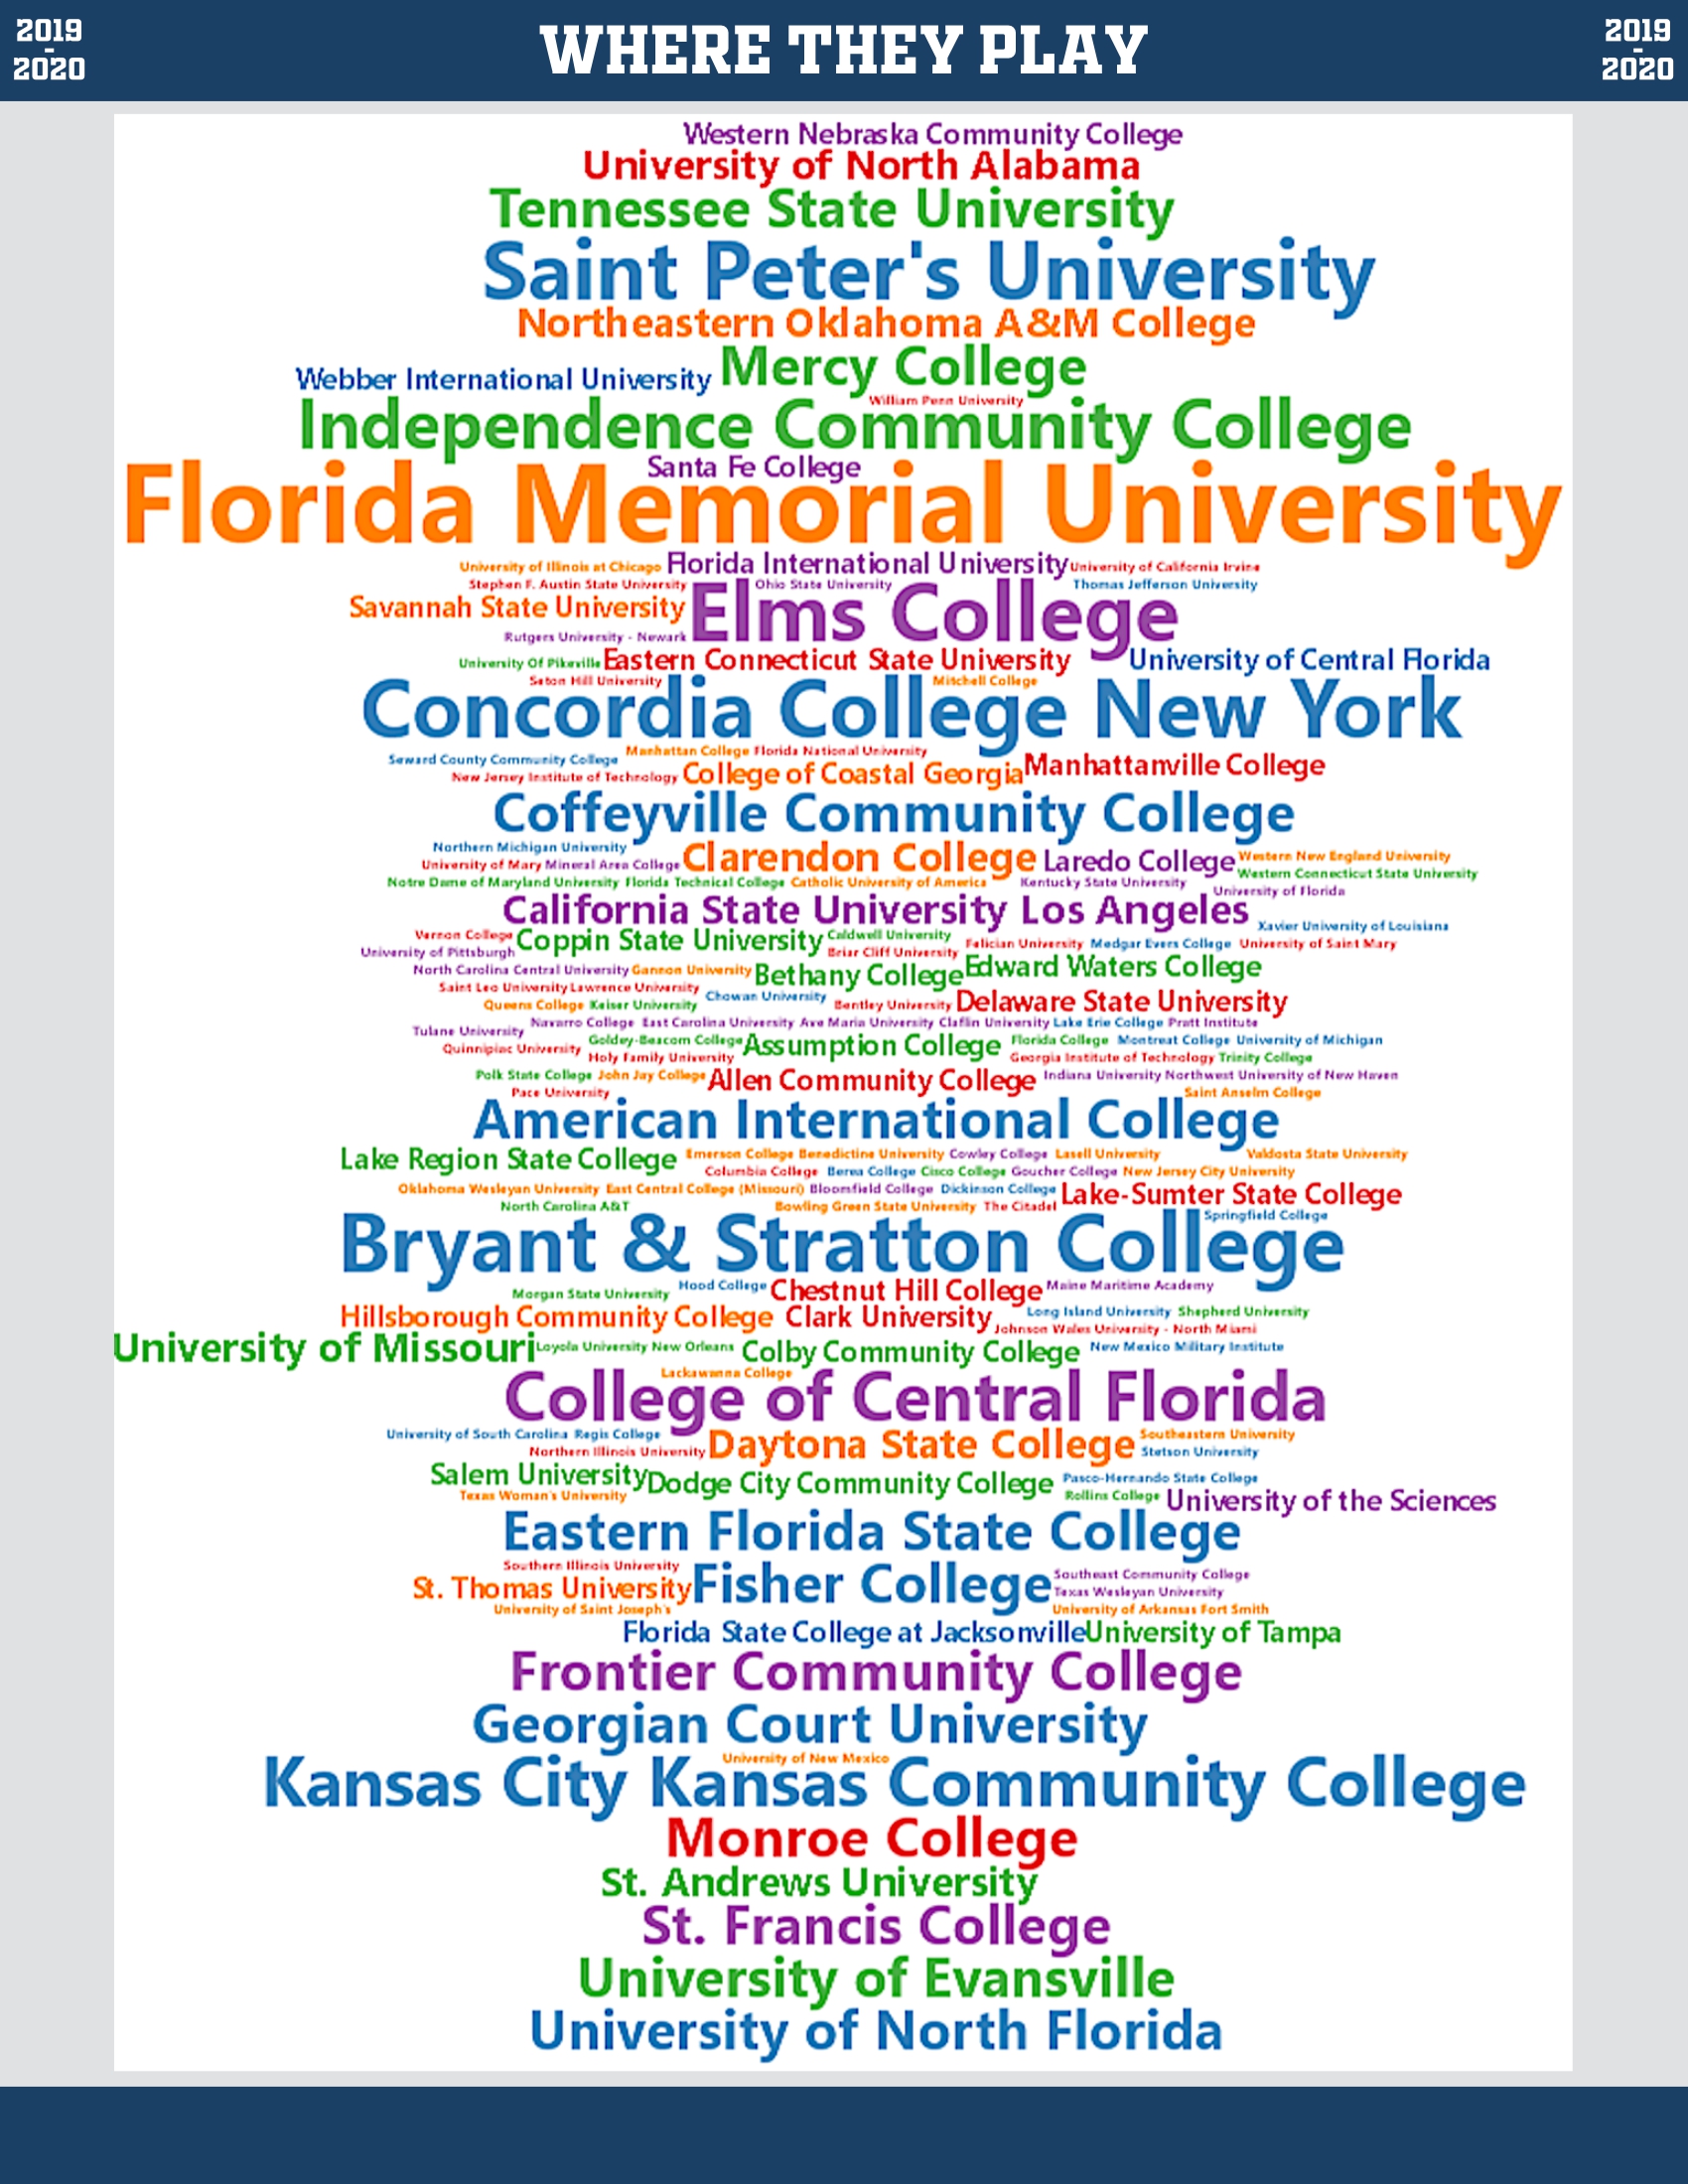 2019
-
2020
WHERE THEY PLAY
2019
-
2020
Western Nebraska Community College
University of North Alabama
Tennessee State University
Saint Peter's University
Northeastern Oklahoma A&M College
Webber International University Mercy College
William Penn University
Independence Community College
Santa Fe College
Florida Memorial University
University of Illinois at Chicago Florida International University University of California Irvine
Stephen F. Austin State University Ohio State University Thomas Jefferson University
Savannah State University Elms College
Rutgers University - Newark
University Of Pikeville Eastern Connecticut State University University of Central Florida
Seton Hill University Mitchell College
Concordia College New York
Manhattan College Florida National University
Seward County Community College Manhattanville College
New Jersey Institute of Technology College of Coastal Georgia
Coffeyville Community College
Northern Michigan University
University of Mary Mineral Area College Clarendon College Laredo College Western New England University
Western Connecticut State University
Notre Dame of Maryland University Florida Technical College Catholic University of America Kentucky State University
University of Florida
California State University Los Angeles
Xavier University of Louisiana
Vernon College Coppin State University Caldwell University
University of Pittsburgh Briar Cliff University Felician University Medgar Evers College University of Saint Mary
North Carolina Central University Gannon University Bethany College Edward Waters College
Saint Leo University Lawrence University
Queens College Keiser University Chowan University Bentley University Delaware State University
Navarro College East Carolina University Ave Maria University Claflin University Lake Erie College Pratt Institute
Tulane University
Goldey-Beacom College Assumption College Florida College Montreat College University of Michigan
Quinnipiac University Holy Family University Georgia Institute of Technology Trinity College
Polk State College John Jay College Allen Community College Indiana University Northwest University of New Haven
Pace University Saint Anselm College
American International College
Lake Region State College Emerson College Benedictine University Cowley College Lasell University Valdosta State University
Columbia College Berea College Cisco College Goucher College New Jersey City University
Oklahoma Wesleyan University East Central College (Missouri) Bloomfield College Dickinson College Lake-Sumter State College
North Carolina A&T Bowling Green State University The Citadel
Springfield College
Bryant & Stratton College
Morgan State University Hood College Chestnut Hill College Maine Maritime Academy
Hillsborough Community College Clark University Long Island University Shepherd University
Johnson Wales University - North Miami
University of Missouri Loyola University New Orleans Colby Community College New Mexico Military Institute
Lackawanna College
College of Central Florida
University of South Carolina Regis College Southeastern University
Northern Illinois University Daytona State College Stetson University
Salem University Dodge City Community College Pasco-Hernando State College
Texas Woman's University Rollins College University of the Sciences
Eastern Florida State College
Southern Illinois University
St. Thomas University Fisher College Southeast Community College
Texas Wesleyan University
University of Saint Joseph's University of Arkansas Fort Smith
Florida State College at Jacksonville University of Tampa
Frontier Community College
Georgian Court University
University of New Mexico
Kansas City Kansas Community College
Monroe College
St. Andrews University
St. Francis College
University of Evansville
University of North Florida